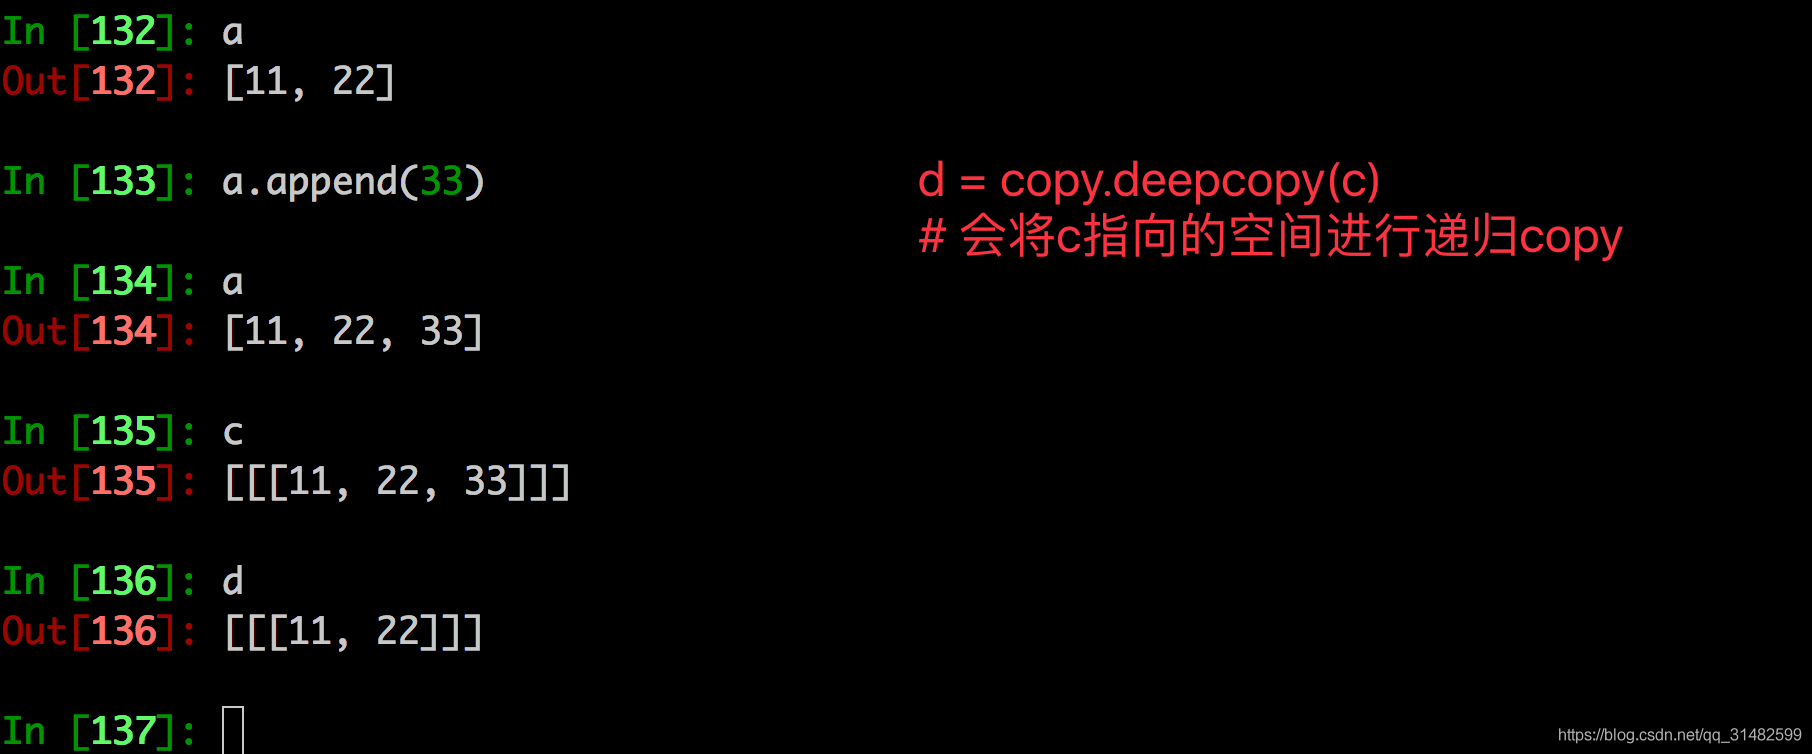 In [132]: a
Out[132]: [11, 22]
In [133]: a.append(33)
d = copy.deepcopy(c)
# 会将c指向的空间进行递归copy
In [134]: a
Out[134]: [11, 22, 33]
In [135]: c
Out[135]: [[[11, 22, 33]]]
In [136]: d
Out[136]: [[[11, 22]]]
In [137]:
https://blog.csdn.net/qq_31482599